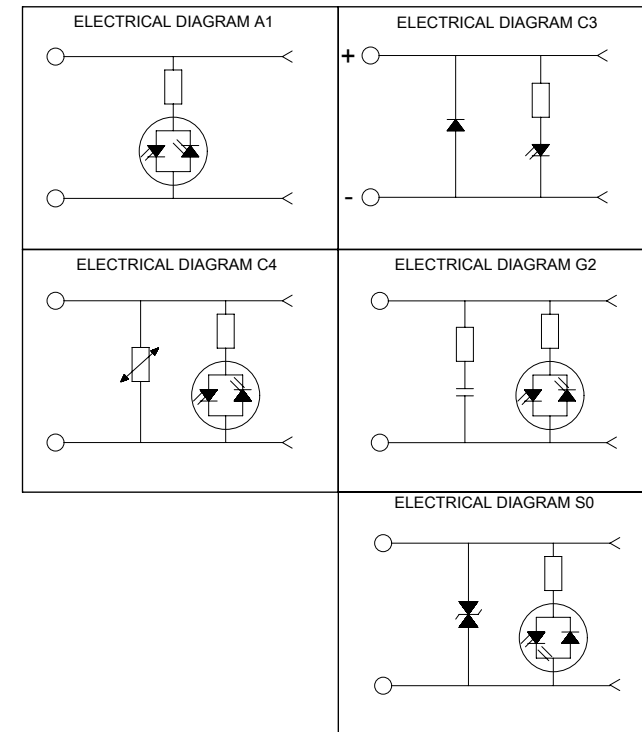 ELECTRICAL DIAGRAM A1
ELECTRICAL DIAGRAM C3
+
-
ELECTRICAL DIAGRAM C4
ELECTRICAL DIAGRAM G2
ELECTRICAL DIAGRAM S0